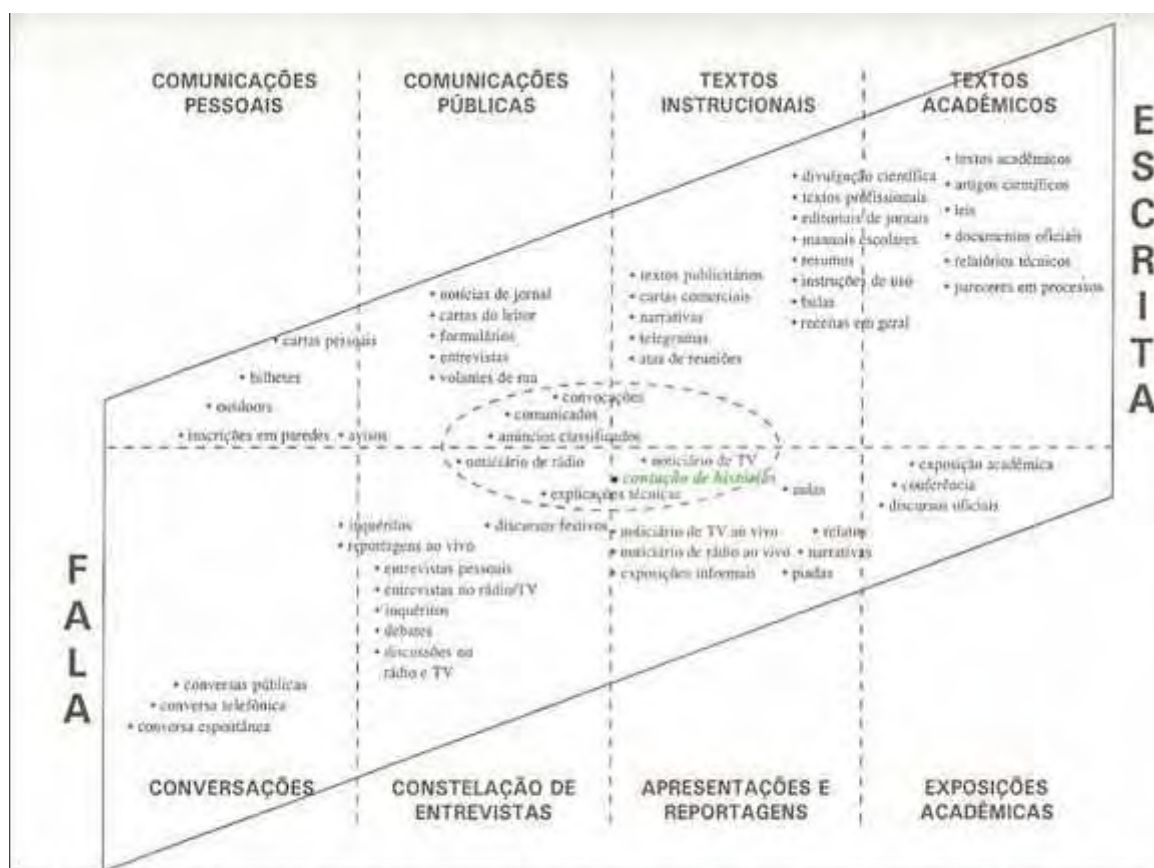 COMUNICAÇÕES
PESSOAIS
COMUNICAÇÕES
PÚBLICAS
TEXTOS
INSTRUCIONAIS
TEXTOS
ACADÊMICOS
ESCRITA
• textos acadêmicos
• artigos científicos
• leis
• documentos oficiais
• relatórios técnicos
• pareceres em processos
• divulgação científica
• textos profissionais
• editoriais de jornais
• manuais escolares
• resumos
• instruções de uso
• bulas
• receitas em geral
• textos publicitários
• cartas comerciais
• narrativas
• telegramas
• atas de reuniões
• notícias de jornal
• cartas do leitor
• formulários
• entrevistas
• volantes de rua
• cartas pessoais
• bilhetes
• outdoors
• inscrições em paredes • avisos
• convocações
• comunicados
• anúncios classificados
• noticiário de rádio
• noticiário de TV
• contação de histórias
• explicações técnicas
• aulas
• exposição acadêmica
• conferência
• discursos oficiais
• inquéritos
• reportagens ao vivo
• discursos festivos
• noticiário de TV ao vivo • relatos
• noticiário de rádio ao vivo • narrativas
• exposições informais • piadas
• entrevistas pessoais
• entrevistas no rádio/TV
• inquéritos
• debates
• discussões no
rádio e TV
• conversas públicas
• conversa telefônica
• conversa espontânea
FALA
CONVERSAÇÕES
CONSTELAÇÃO DE
ENTREVISTAS
APRESENTAÇÕES E
REPORTAGENS
EXPOSIÇÕES
ACADÊMICAS